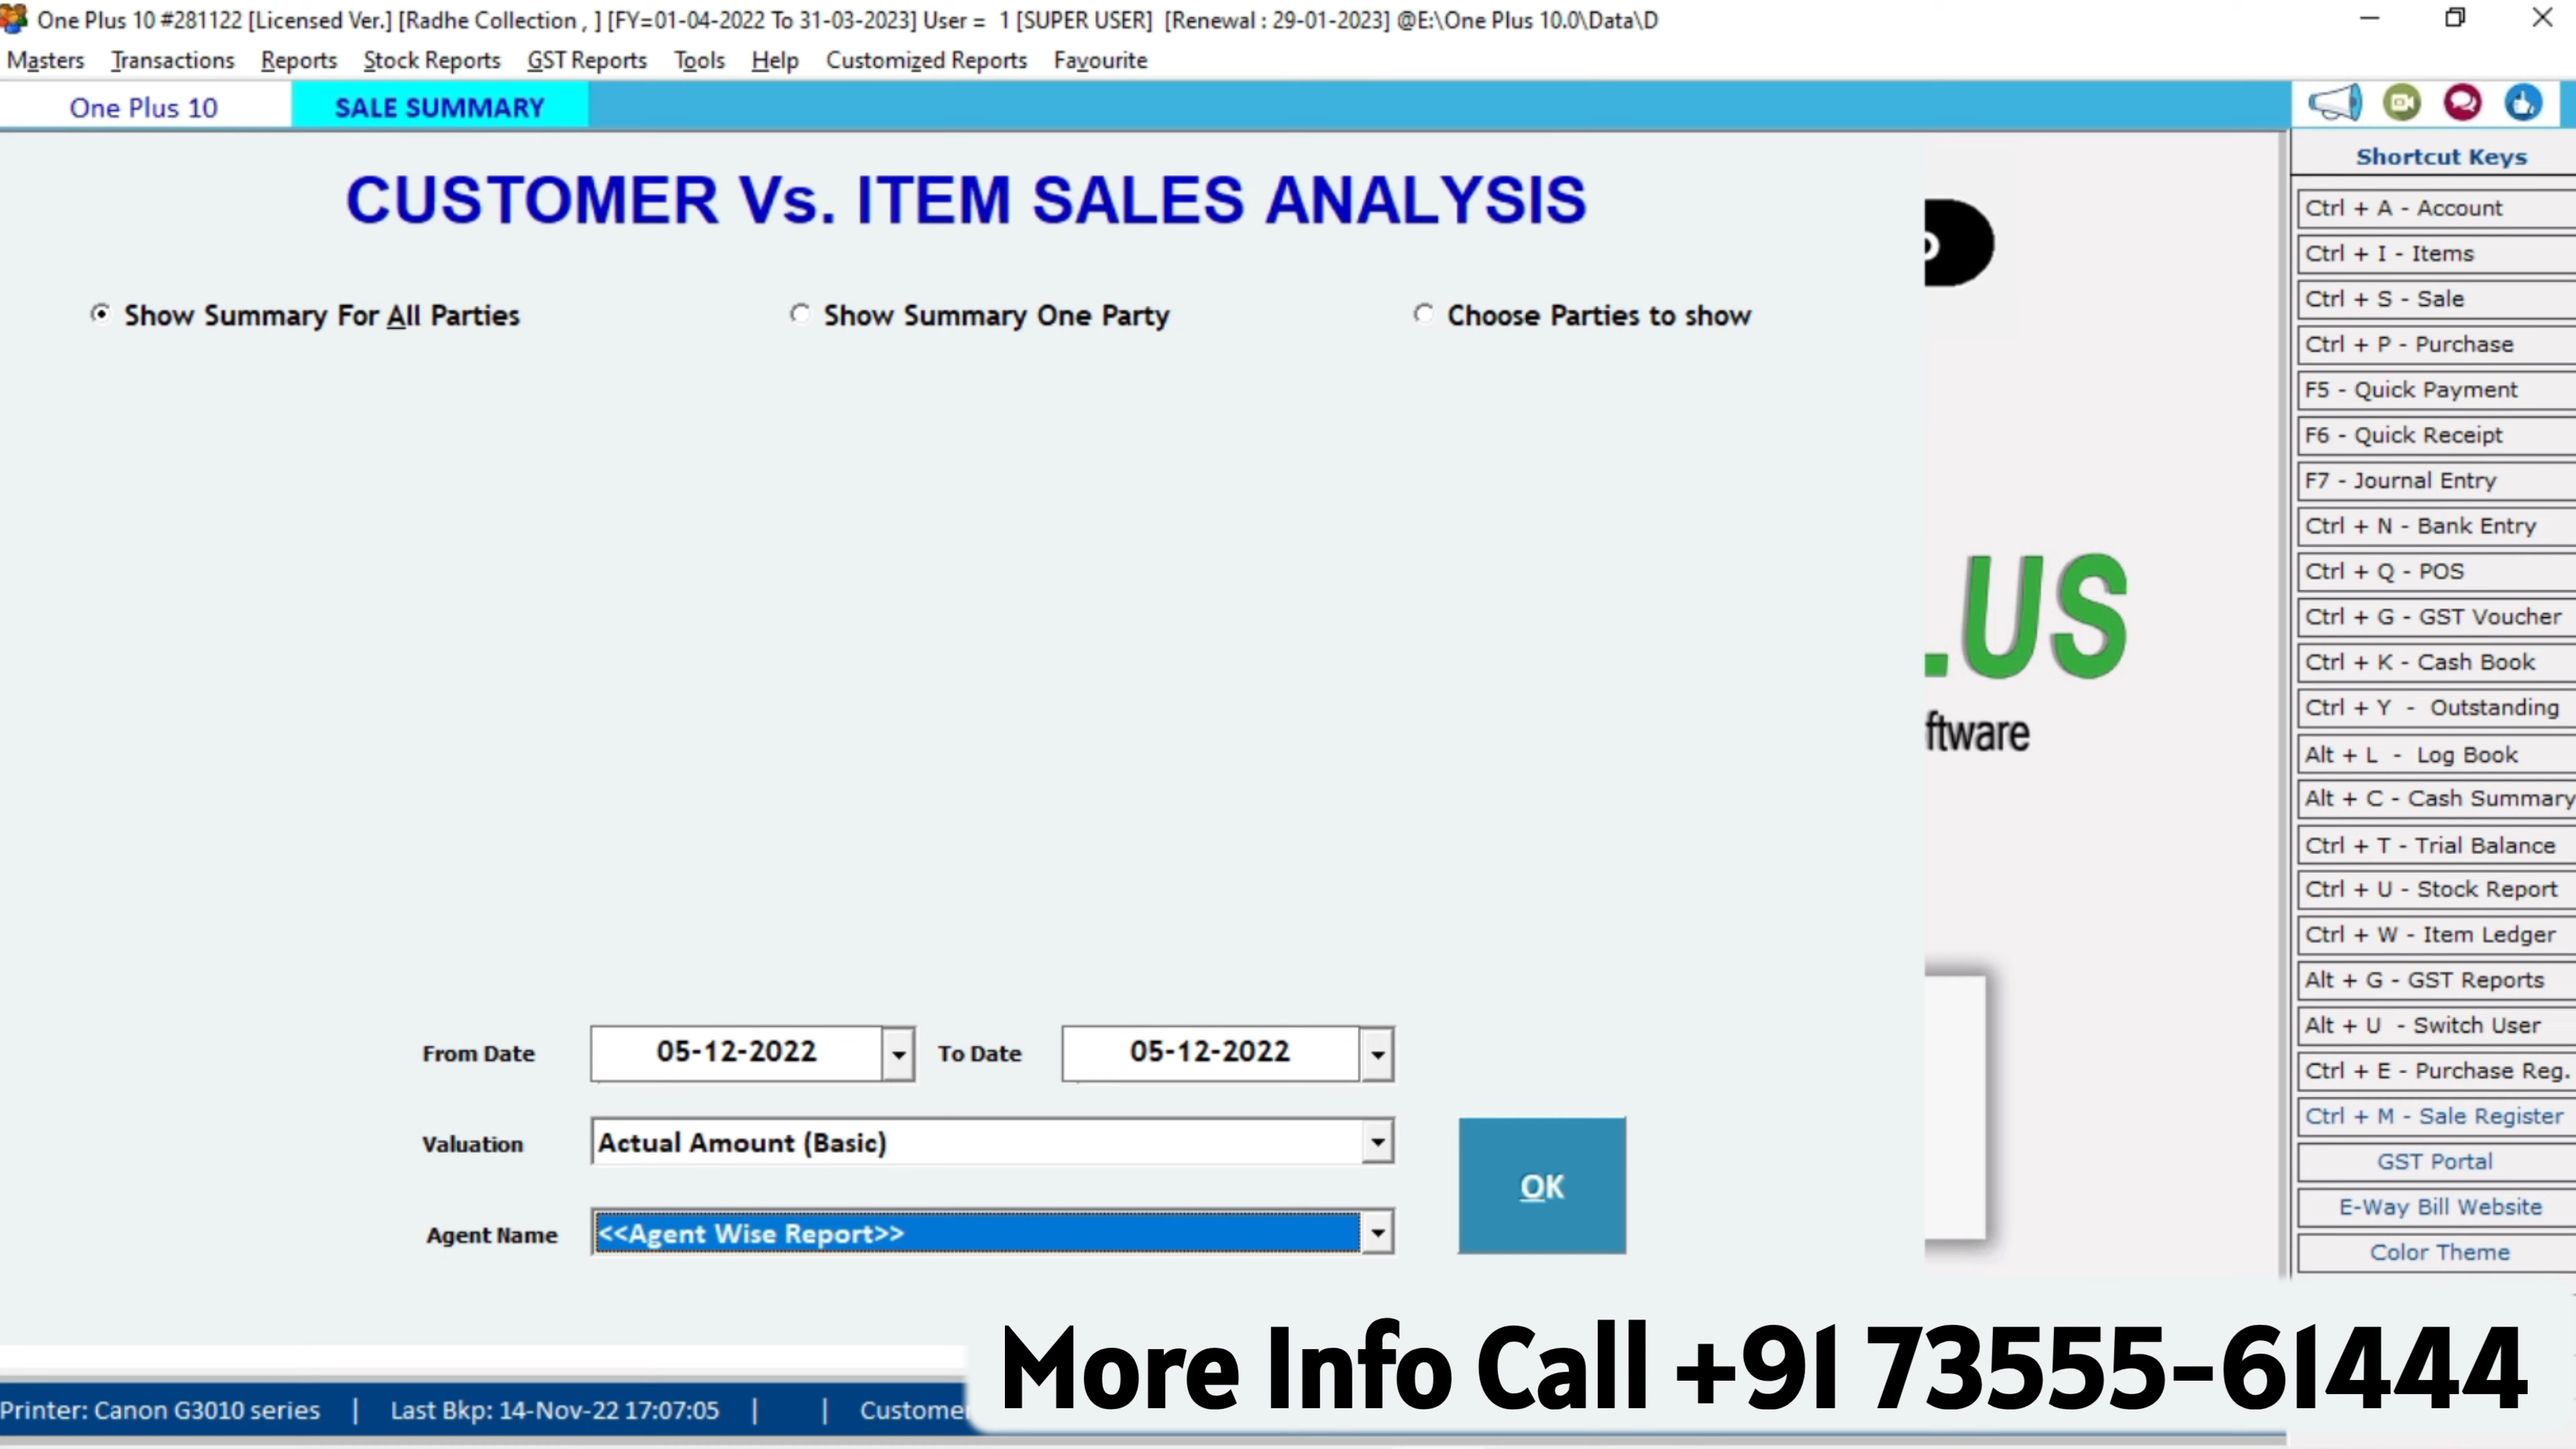 One Plus 10 #281122 [Licensed Ver.] [Radhe Collection , ] [FY=01-04-2022 To 31-03-2023] User = 1 [SUPER USER] [Renewal : 29-01-2023] @E:\One Plus 10.0\Data\D
Masters Transactions Reports Stock Reports GST Reports Tools Help Customized Reports Favourite
One Plus 10 SALE SUMMARY
CUSTOMER Vs. ITEM SALES ANALYSIS
Show Summary For All Parties Show Summary One Party Choose Parties to show
.US
ftware
From Date 05-12-2022 To Date 05-12-2022
Valuation Actual Amount (Basic)
OK
Agent Name <<Agent Wise Report>>
Shortcut Keys
Ctrl + A - Account
Ctrl + I - Items
Ctrl + S - Sale
Ctrl + P - Purchase
F5 - Quick Payment
F6 - Quick Receipt
F7 - Journal Entry
Ctrl + N - Bank Entry
Ctrl + Q - POS
Ctrl + G - GST Voucher
Ctrl + K - Cash Book
Ctrl + Y - Outstanding
Alt + L - Log Book
Alt + C - Cash Summary
Ctrl + T - Trial Balance
Ctrl + U - Stock Report
Ctrl + W - Item Ledger
Alt + G - GST Reports
Alt + U - Switch User
Ctrl + E - Purchase Reg.
Ctrl + M - Sale Register
GST Portal
E-Way Bill Website
Color Theme
More Info Call +91 73555-61444
Printer: Canon G3010 series | Last Bkp: 14-Nov-22 17:07:05 | | Custome